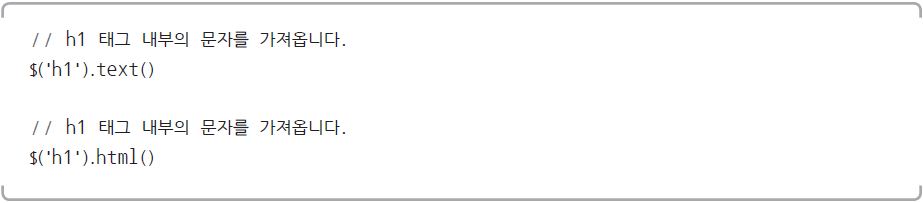 // h1 태그 내부의 문자를 가져옵니다.
$('h1').text()
// h1 태그 내부의 문자를 가져옵니다.
$('h1').html()